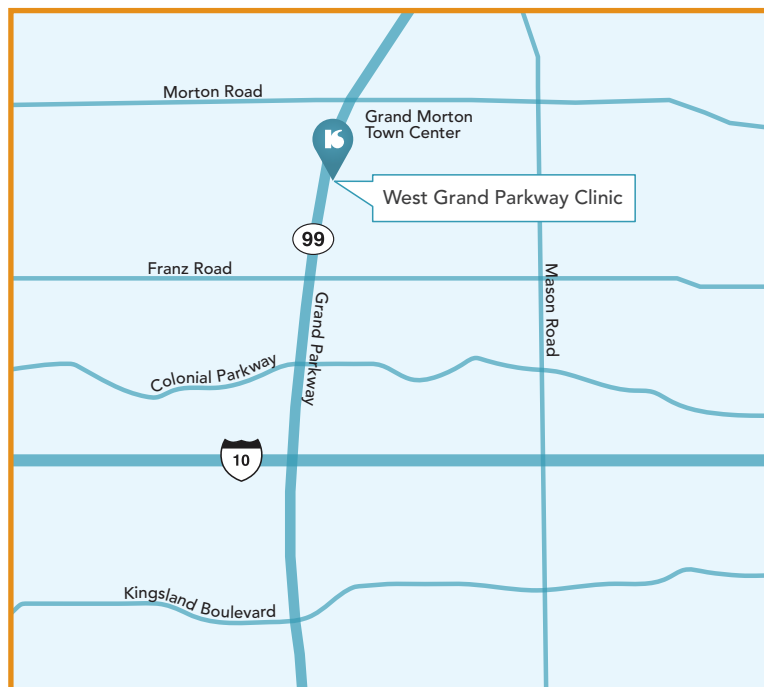 Morton Road
Grand Morton
Town Center
West Grand Parkway Clinic
99
Franz Road
Mason Road
Grand Parkway
Colonial Parkway
10
Kingsland Boulevard